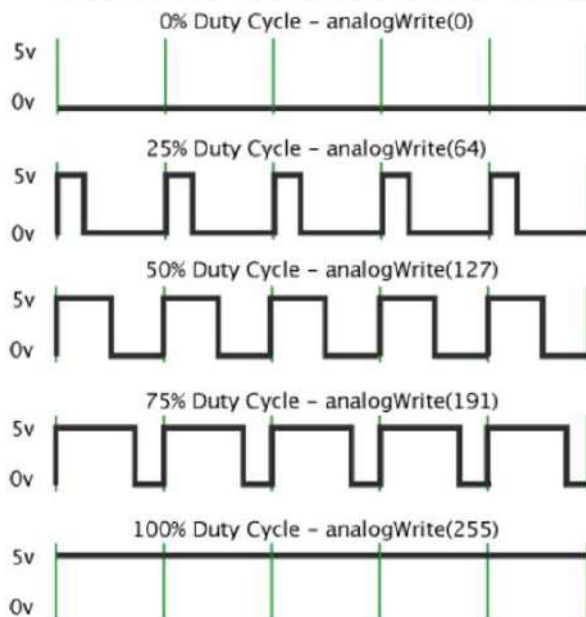 0% Duty Cycle – analogWrite(0)
5v
0v
25% Duty Cycle – analogWrite(64)
5v
0v
50% Duty Cycle – analogWrite(127)
5v
0v
75% Duty Cycle – analogWrite(191)
5v
0v
100% Duty Cycle – analogWrite(255)
5v
0v